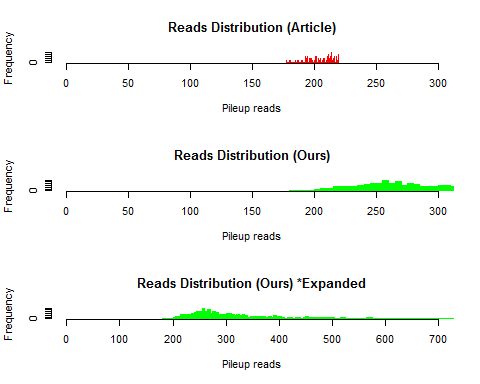 Reads Distribution (Article)
Frequency
0
0 50 100 150 200 250 300
Pileup reads
Reads Distribution (Ours)
Frequency
0
0 50 100 150 200 250 300
Pileup reads
Reads Distribution (Ours) *Expanded
Frequency
0
0 100 200 300 400 500 600 700
Pileup reads